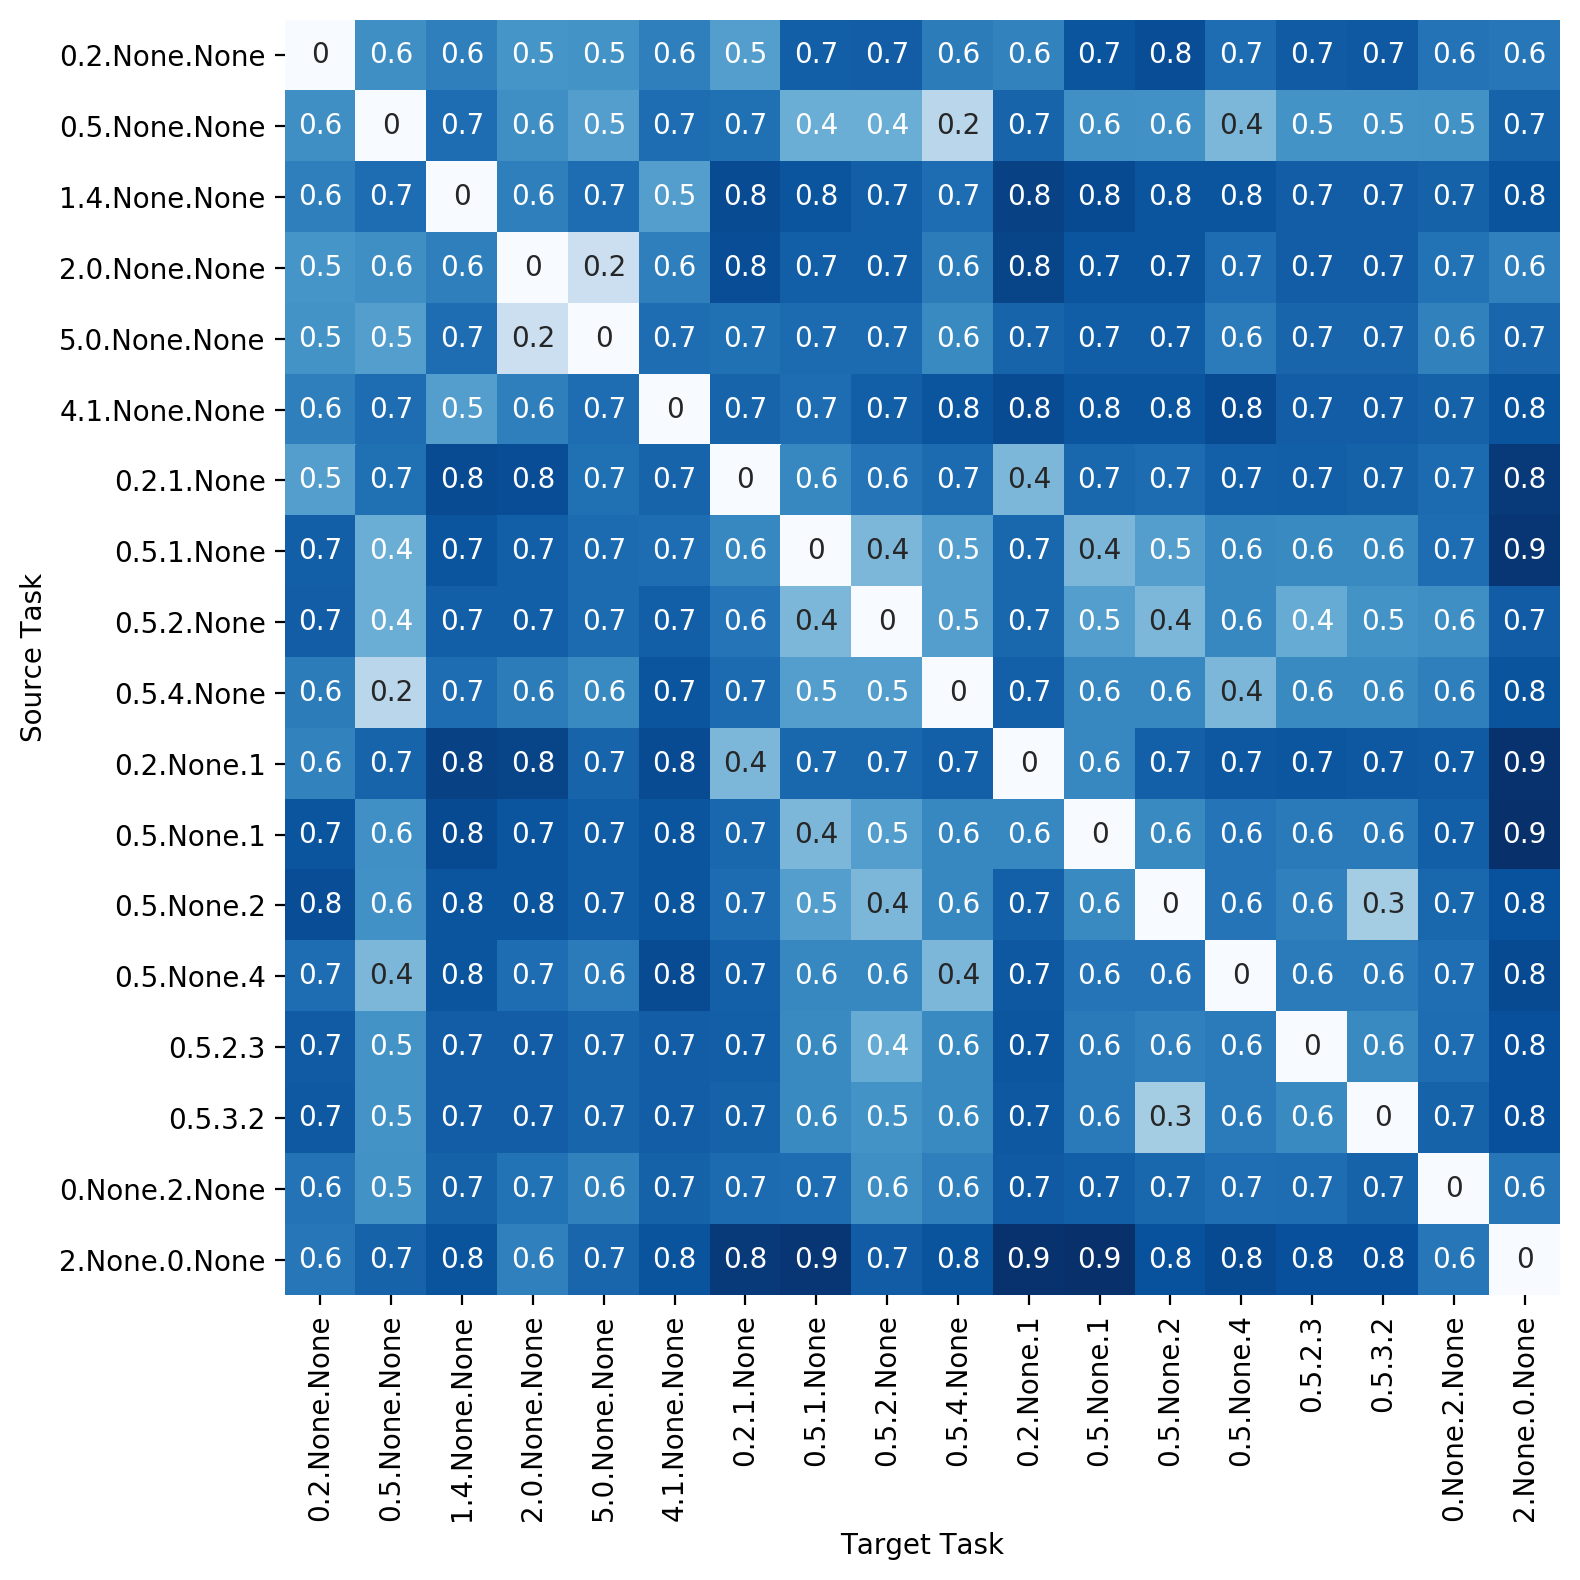 0.2.None.None 0 0.6 0.6 0.5 0.5 0.6 0.5 0.7 0.7 0.6 0.6 0.7 0.8 0.7 0.7 0.7 0.6 0.6
0.5.None.None 0.6 0 0.7 0.6 0.5 0.7 0.7 0.4 0.4 0.2 0.7 0.6 0.6 0.4 0.5 0.5 0.5 0.7
1.4.None.None 0.6 0.7 0 0.6 0.7 0.5 0.8 0.8 0.7 0.7 0.8 0.8 0.8 0.8 0.7 0.7 0.7 0.8
2.0.None.None 0.5 0.6 0.6 0 0.2 0.6 0.8 0.7 0.7 0.6 0.8 0.7 0.7 0.7 0.7 0.7 0.7 0.6
5.0.None.None 0.5 0.5 0.7 0.2 0 0.7 0.7 0.7 0.7 0.6 0.7 0.7 0.7 0.6 0.7 0.7 0.6 0.7
4.1.None.None 0.6 0.7 0.5 0.6 0.7 0 0.7 0.7 0.7 0.8 0.8 0.8 0.8 0.8 0.7 0.7 0.7 0.8
0.2.1.None 0.5 0.7 0.8 0.8 0.7 0.7 0 0.6 0.6 0.7 0.4 0.7 0.7 0.7 0.7 0.7 0.7 0.8
0.5.1.None 0.7 0.4 0.7 0.7 0.7 0.7 0.6 0 0.4 0.5 0.7 0.4 0.5 0.6 0.6 0.6 0.7 0.9
0.5.2.None 0.7 0.4 0.7 0.7 0.7 0.7 0.6 0.4 0 0.5 0.7 0.5 0.4 0.6 0.4 0.5 0.6 0.7
0.5.4.None 0.6 0.2 0.7 0.6 0.6 0.7 0.7 0.5 0.5 0 0.7 0.6 0.6 0.4 0.6 0.6 0.6 0.8
0.2.None.1 0.6 0.7 0.8 0.8 0.7 0.8 0.4 0.7 0.7 0.7 0 0.6 0.7 0.7 0.7 0.7 0.7 0.9
0.5.None.1 0.7 0.6 0.8 0.7 0.7 0.8 0.7 0.4 0.5 0.6 0.6 0 0.6 0.6 0.6 0.6 0.7 0.9
0.5.None.2 0.8 0.6 0.8 0.8 0.7 0.8 0.7 0.5 0.4 0.6 0.7 0.6 0 0.6 0.6 0.3 0.7 0.8
0.5.None.4 0.7 0.4 0.8 0.7 0.6 0.8 0.7 0.6 0.6 0.4 0.7 0.6 0.6 0 0.6 0.6 0.7 0.8
0.5.2.3 0.7 0.5 0.7 0.7 0.7 0.7 0.7 0.6 0.4 0.6 0.7 0.6 0.6 0.6 0 0.6 0.7 0.8
0.5.3.2 0.7 0.5 0.7 0.7 0.7 0.7 0.7 0.6 0.5 0.6 0.7 0.6 0.3 0.6 0.6 0 0.7 0.8
0.None.2.None 0.6 0.5 0.7 0.7 0.6 0.7 0.7 0.7 0.6 0.6 0.7 0.7 0.7 0.7 0.7 0.7 0 0.6
2.None.0.None 0.6 0.7 0.8 0.6 0.7 0.8 0.8 0.9 0.7 0.8 0.9 0.9 0.8 0.8 0.8 0.8 0.6 0
Source Task
0.2.None.None
0.5.None.None
1.4.None.None
2.0.None.None
5.0.None.None
4.1.None.None
0.2.1.None
0.5.1.None
0.5.2.None
0.5.4.None
0.2.None.1
0.5.None.1
0.5.None.2
0.5.None.4
0.5.2.3
0.5.3.2
0.None.2.None
2.None.0.None
Target Task